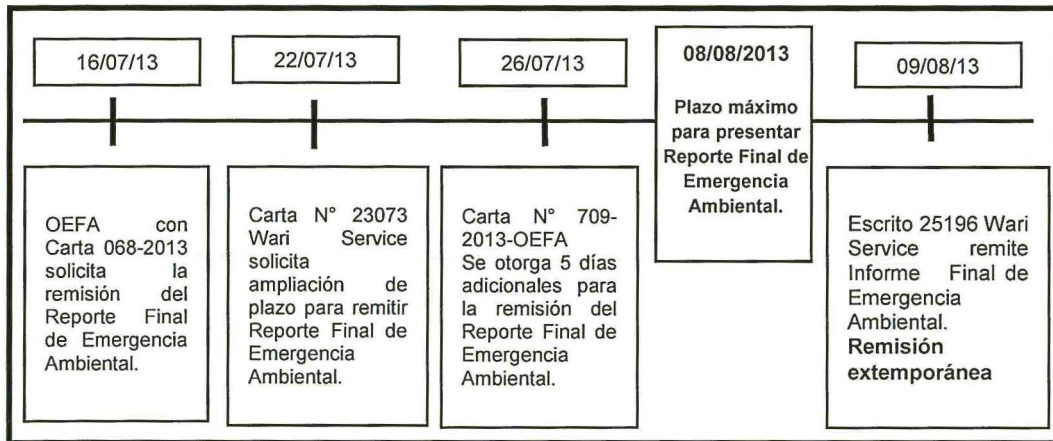 16/07/13
22/07/13
26/07/13
08/08/2013
Plazo máximo
para presentar
Reporte Final de
Emergencia
Ambiental.
09/08/13
OEFA con
Carta 068-2013
solicita la
remisión del
Reporte Final
de Emergencia
Ambiental.
Carta N° 23073
Wari Service
solicita
ampliación de
plazo para remitir
Reporte Final de
Emergencia
Ambiental.
Carta N° 709-
2013-OEFA
Se otorga 5 días
adicionales para
la remisión del
Reporte Final de
Emergencia
Ambiental.
Escrito 25196 Wari
Service remite
Informe Final de
Emergencia
Ambiental.
Remisión
extemporánea